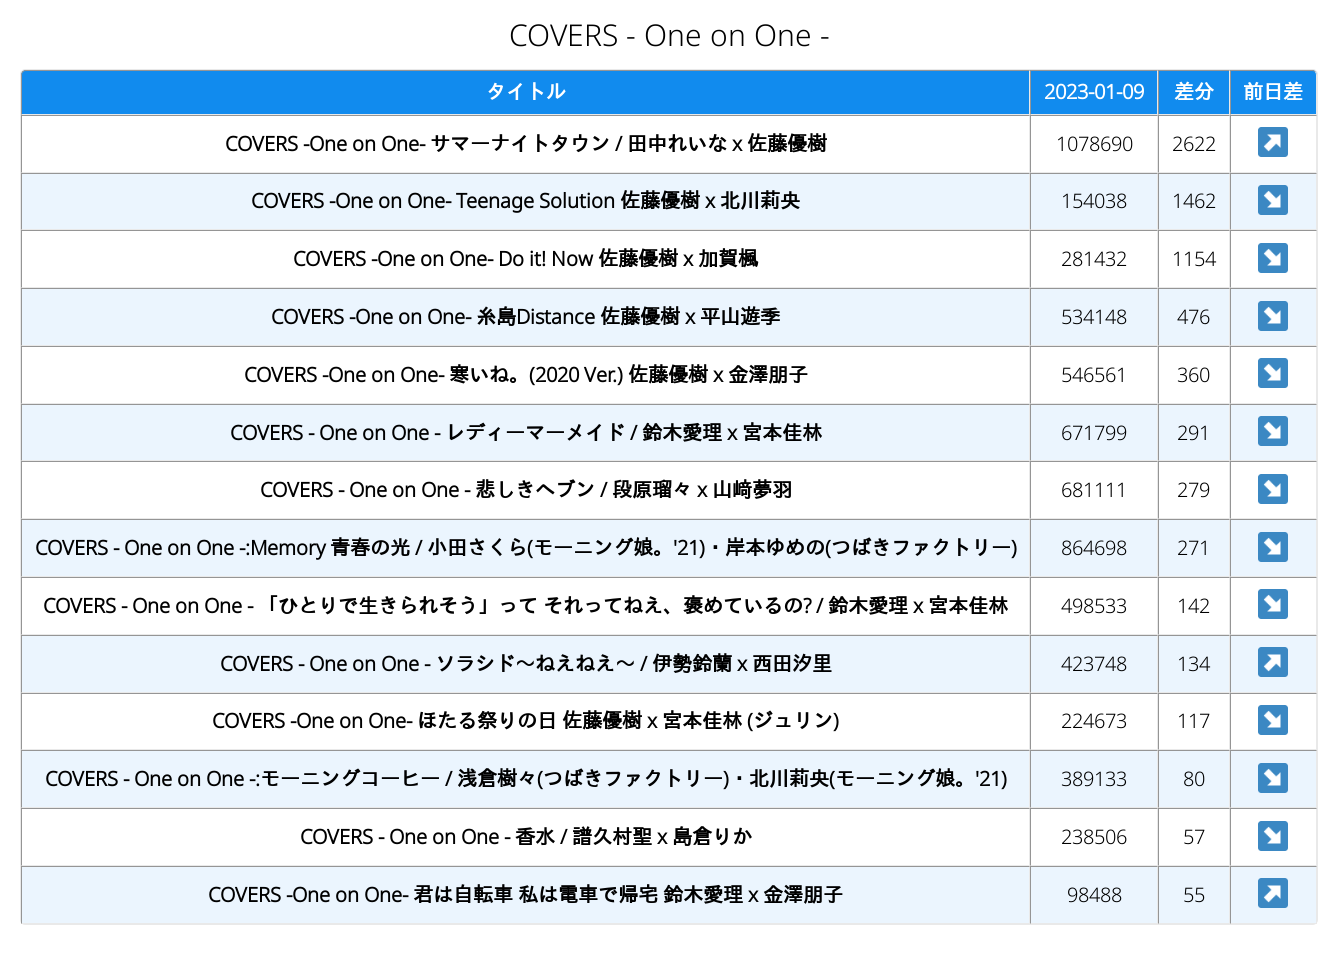 COVERS - One on One -
タイトル 2023-01-09 差分 前日差
COVERS -One on One- サマーナイトタウン / 田中れいな x 佐藤優樹 1078690 2622 ↗
COVERS -One on One- Teenage Solution 佐藤優樹 x 北川莉央 154038 1462 ↘
COVERS -One on One- Do it! Now 佐藤優樹 x 加賀楓 281432 1154 ↘
COVERS -One on One- 糸島Distance 佐藤優樹 x 平山遊季 534148 476 ↘
COVERS -One on One- 寒いね。(2020 Ver.) 佐藤優樹 x 金澤朋子 546561 360 ↘
COVERS - One on One - レディーマーメイド / 鈴木愛理 x 宮本佳林 671799 291 ↘
COVERS - One on One - 悲しきヘブン / 段原瑠々 x 山﨑夢羽 681111 279 ↘
COVERS - One on One -:Memory 青春の光 / 小田さくら(モーニング娘。'21)・岸本ゆめの(つばきファクトリー) 864698 271 ↘
COVERS - One on One - 「ひとりで生きられそう」って それってねえ、褒めているの? / 鈴木愛理 x 宮本佳林 498533 142 ↘
COVERS - One on One - ソラシド～ねえねえ～ / 伊勢鈴蘭 x 西田汐里 423748 134 ↗
COVERS -One on One- ほたる祭りの日 佐藤優樹 x 宮本佳林 (ジュリン) 224673 117 ↘
COVERS - One on One -:モーニングコーヒー / 浅倉樹々(つばきファクトリー)・北川莉央(モーニング娘。'21) 389133 80 ↘
COVERS - One on One - 香水 / 譜久村聖 x 島倉りか 238506 57 ↘
COVERS -One on One- 君は自転車 私は電車で帰宅 鈴木愛理 x 金澤朋子 98488 55 ↗